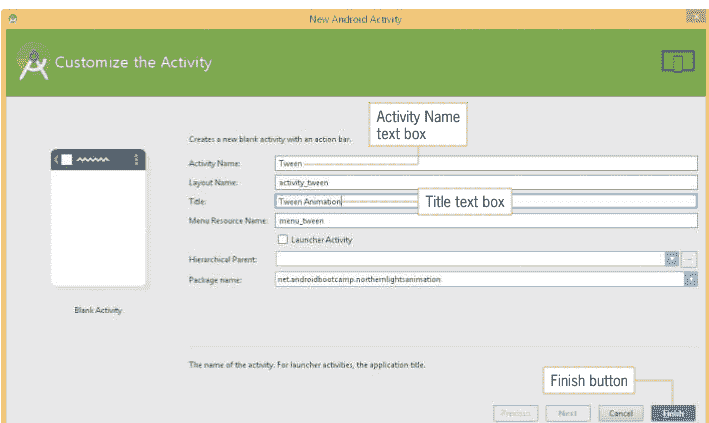 New Android Activity
Customize the Activity
Activity Name
text box
Creates a new blank activity with an action bar.
Activity Name: Tween
Layout Name: activity_tween
Title: Tween Animation
Title text box
Menu Resource Name: menu_tween
Launcher Activity
Hierarchical Parent:
Package name: net.androidbootcamp.northernlightsanimation
Blank Activity
The name of the activity. For launcher activities, the application title.
Finish button
Previous Next Cancel Finish